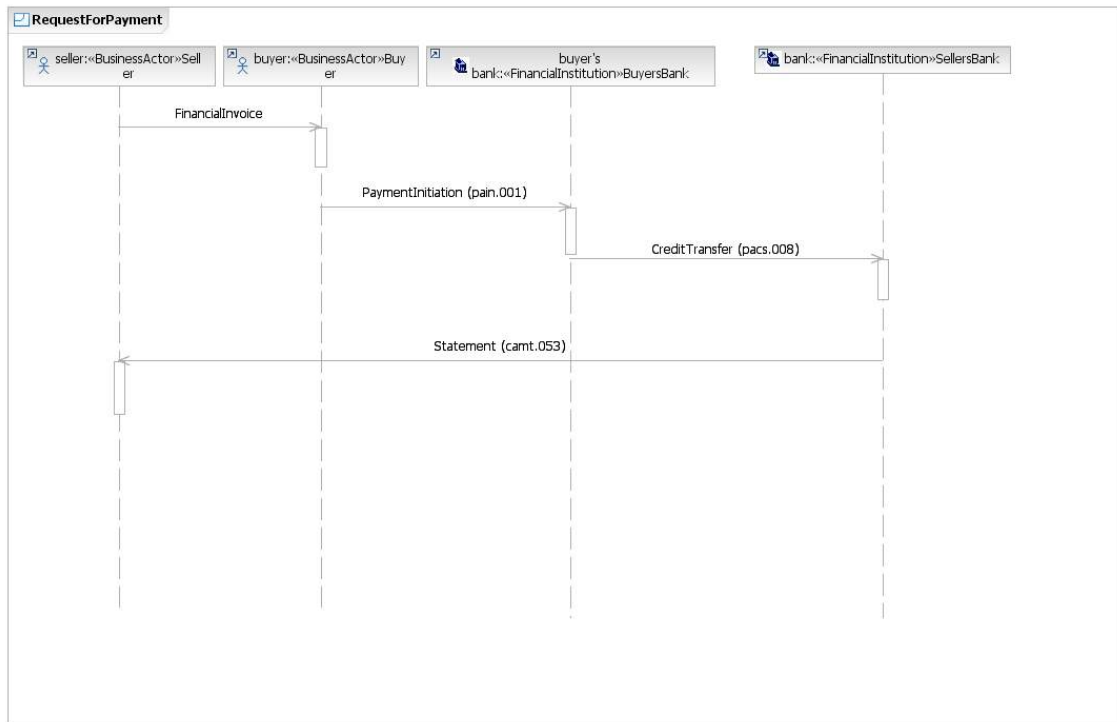 RequestForPayment
seller:«BusinessActor»Sell
er
buyer:«BusinessActor»Buy
er
buyer's
bank:«FinancialInstitution»BuyersBank
bank:«FinancialInstitution»SellersBank
FinancialInvoice
PaymentInitiation (pain.001)
CreditTransfer (pacs.008)
Statement (camt.053)